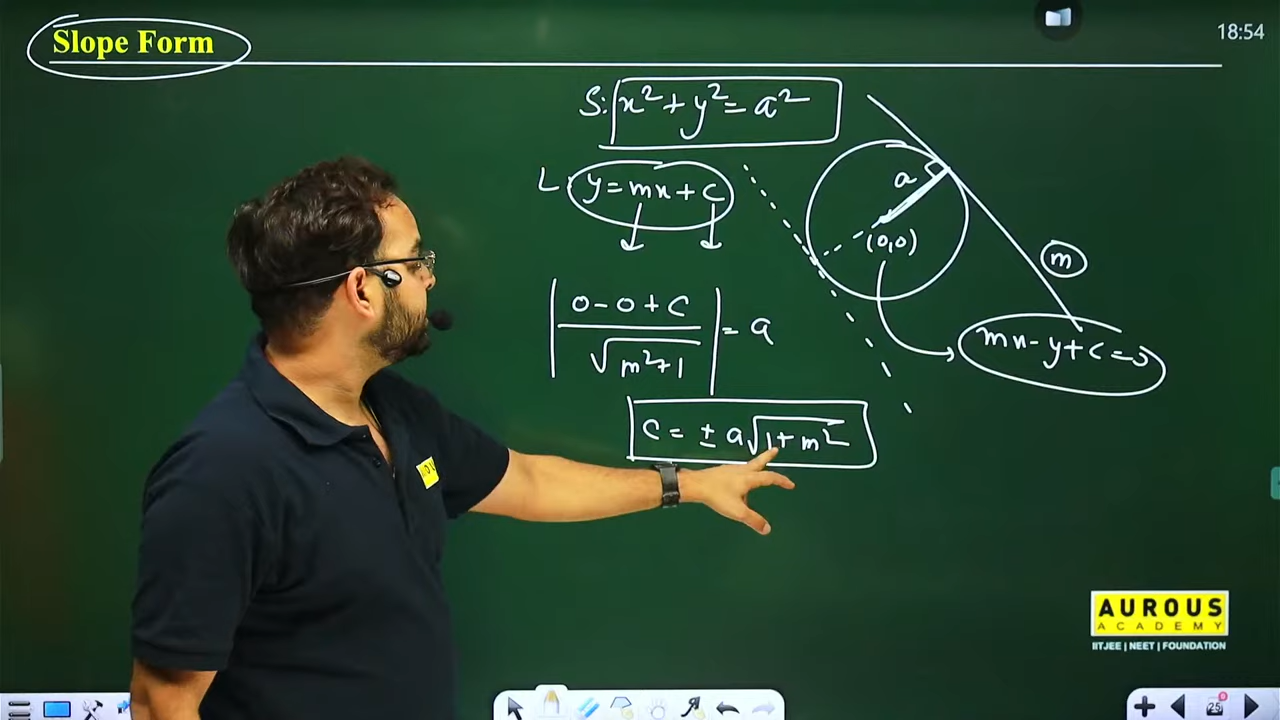 Slope Form
18:54
S: x² + y² = a²
L: y = mx + c
a
(0,0)
m
| 0 - 0 + c / √m²+1 | = a
mx - y + c = 0
c = ± a√1+m²
AUROUS
ACADEMY
IITJEE | NEET | FOUNDATION
25